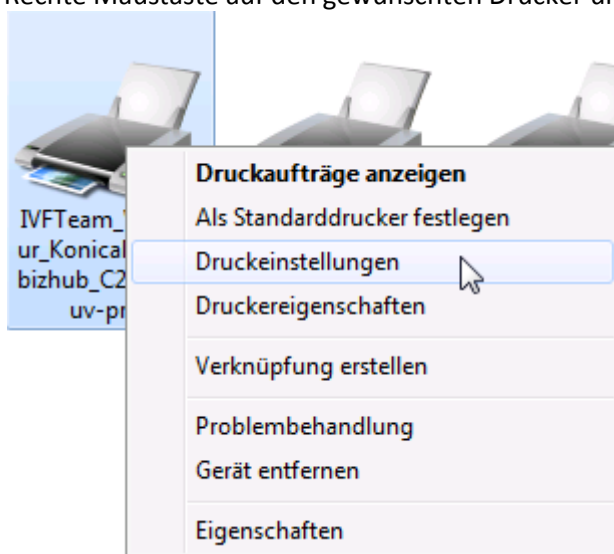 Rechte Maustaste auf den gewünschten Drucker
IVFTeam_
ur_Konical
bizhub_C2
uv-pr
Druckaufträge anzeigen
Als Standarddrucker festlegen
Druckeinstellungen
Druckereigenschaften
Verknüpfung erstellen
Problembehandlung
Gerät entfernen
Eigenschaften